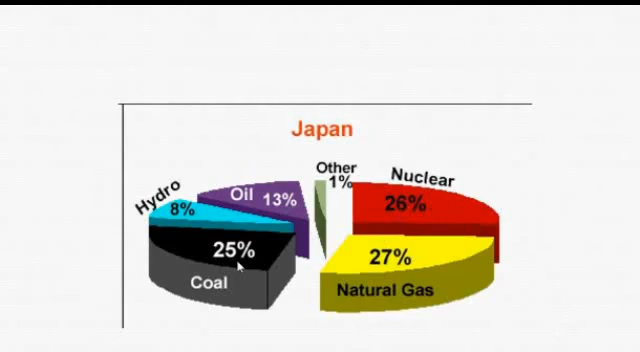 Japan
Other
1%
Nuclear
26%
Hydro
8%
Oil 13%
25%
Coal
27%
Natural Gas